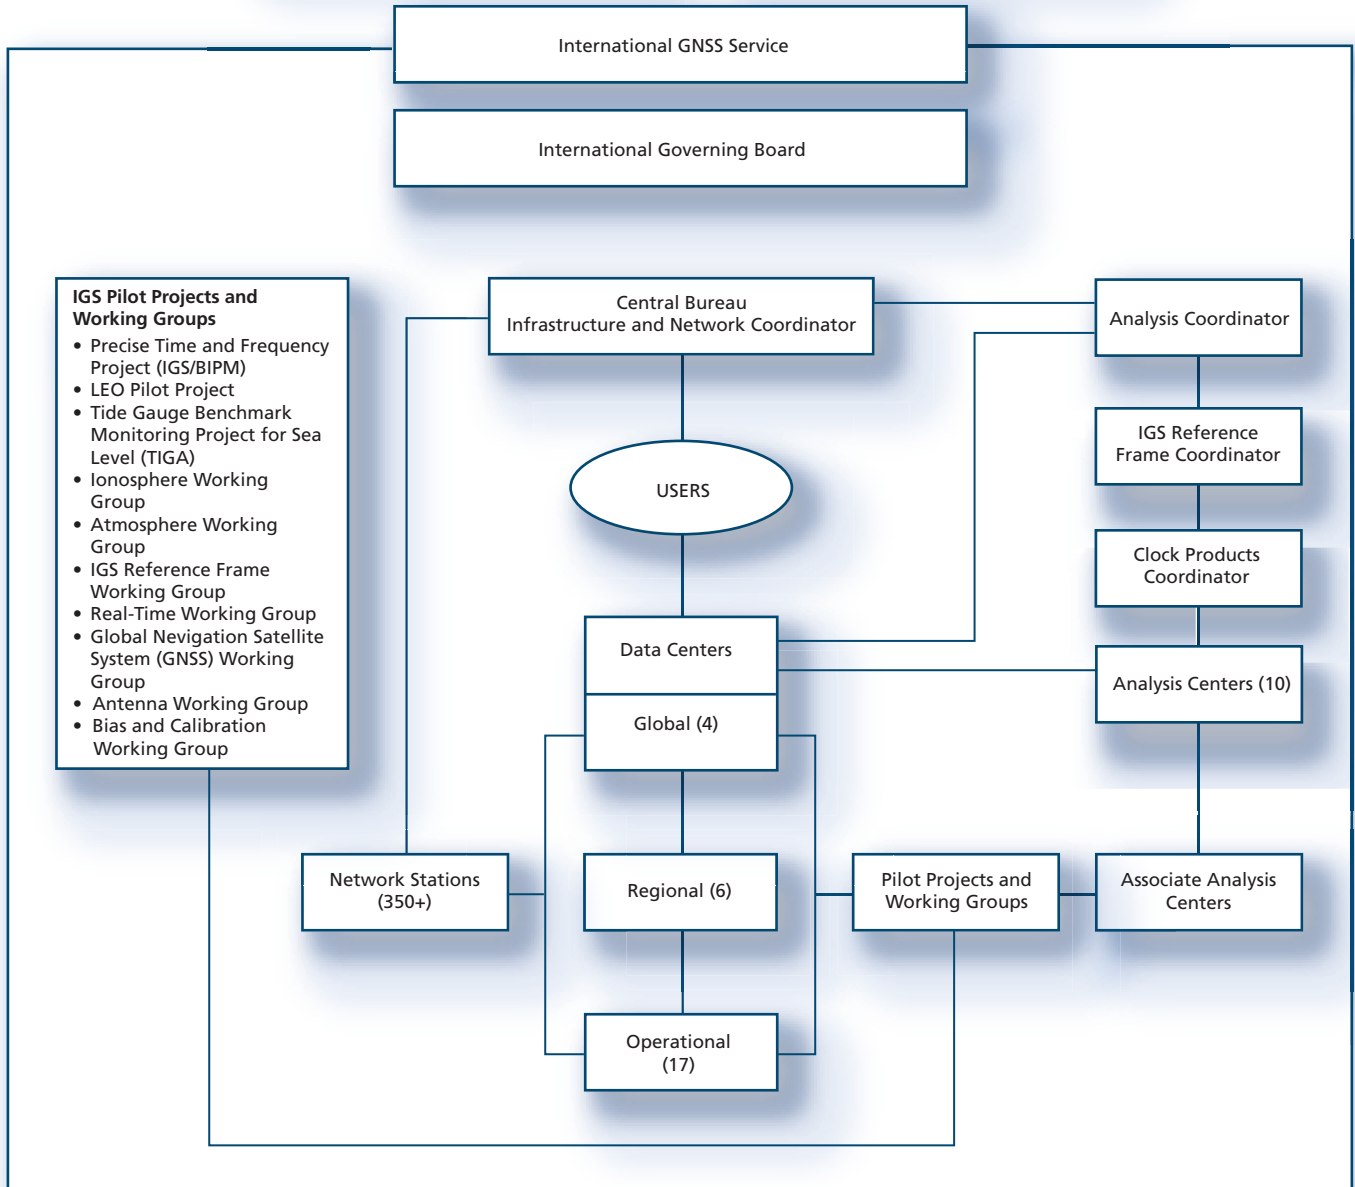 International GNSS Service
International Governing Board
IGS Pilot Projects and
Working Groups
• Precise Time and Frequency
Project (IGS/BIPM)
• LEO Pilot Project
• Tide Gauge Benchmark
Monitoring Project for Sea
Level (TIGA)
• Ionosphere Working
Group
• Atmosphere Working
Group
• IGS Reference Frame
Working Group
• Real-Time Working Group
• Global Nevigation Satellite
System (GNSS) Working
Group
• Antenna Working Group
• Bias and Calibration
Working Group
Central Bureau
Infrastructure and Network Coordinator
Analysis Coordinator
IGS Reference
Frame Coordinator
USERS
Clock Products
Coordinator
Data Centers
Analysis Centers (10)
Global (4)
Network Stations
(350+)
Regional (6)
Pilot Projects and
Working Groups
Associate Analysis
Centers
Operational
(17)